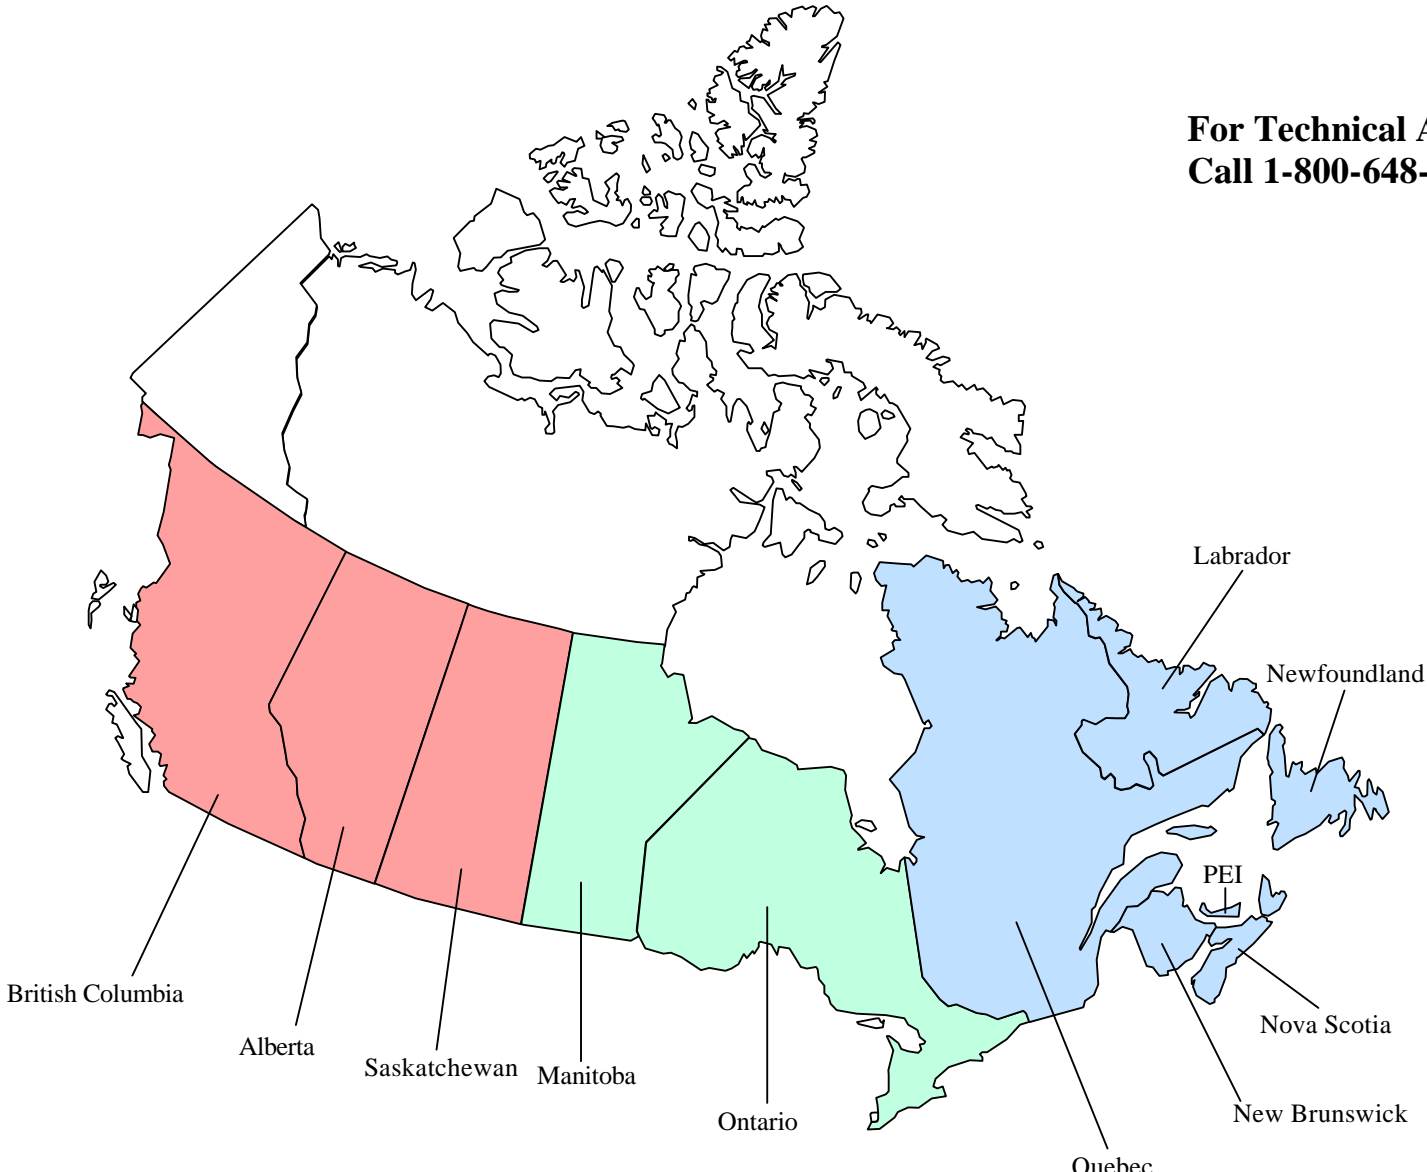 For Technical
Call 1-800-648-
Labrador
Newfoundland
PEI
British Columbia
Alberta
Saskatchewan
Manitoba
Ontario
Nova Scotia
New Brunswick
Quebec